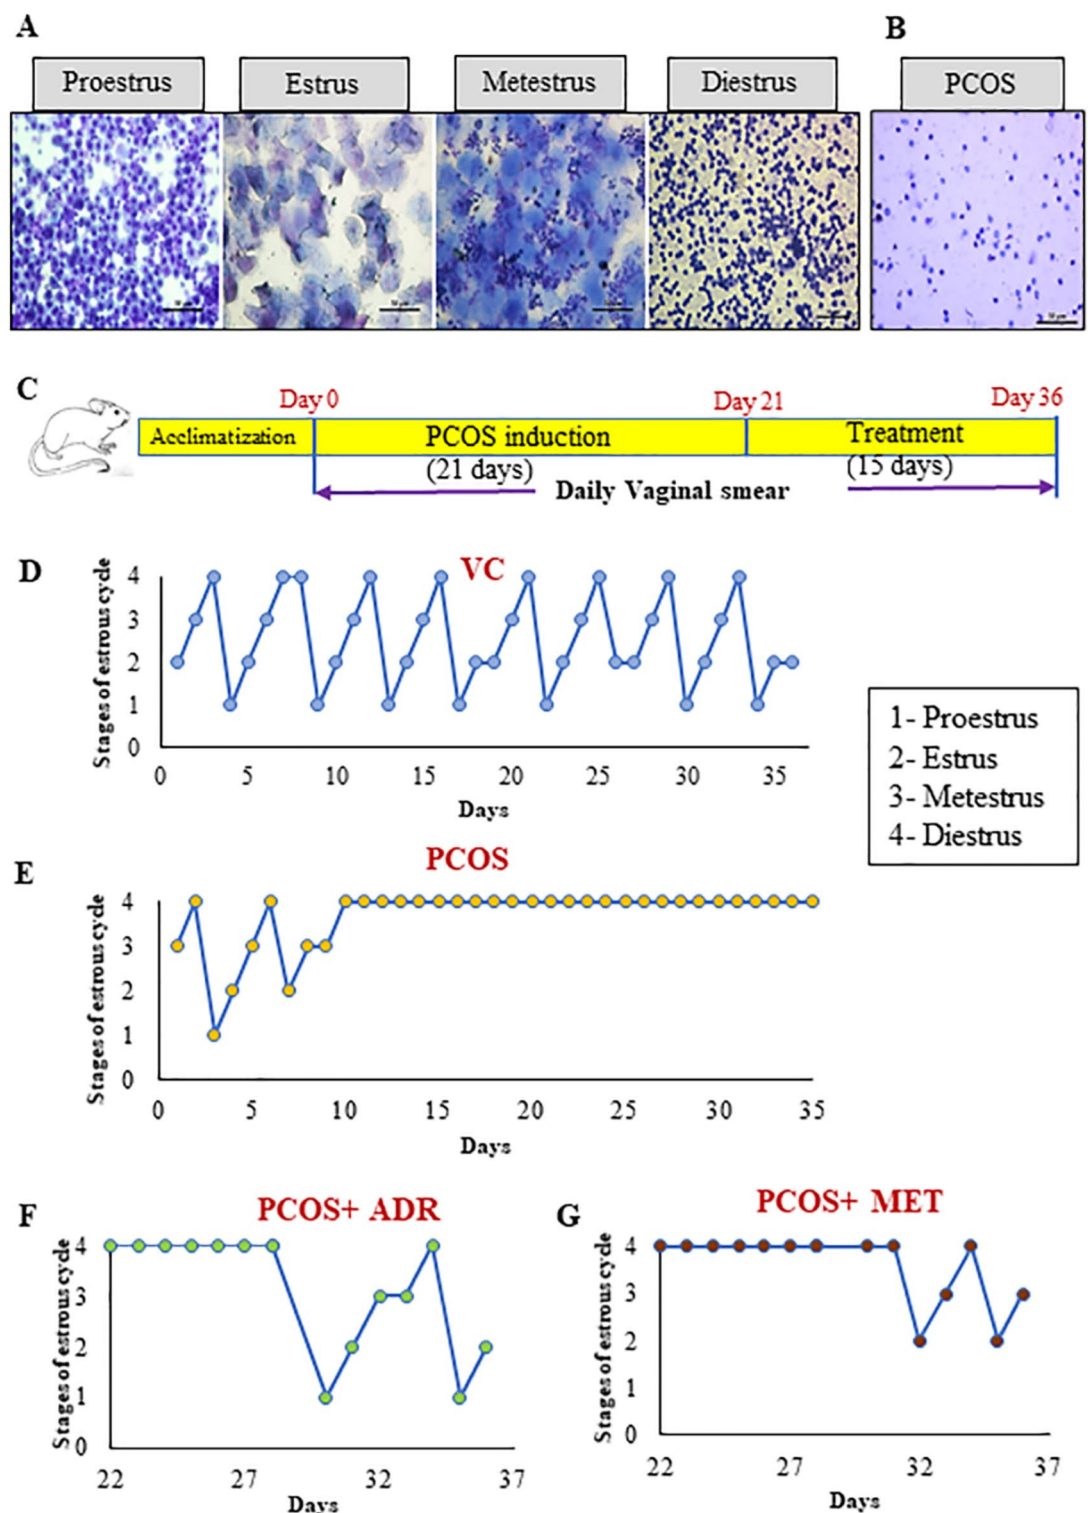 A
B
Proestrus
Estrus
Metestrus
Diestrus
PCOS
C
Day 0
Day 21
Day 36
Acclimatization
PCOS induction
(21 days)
Treatment
(15 days)
Daily Vaginal smear
D
VC
Stages of estrous cycle
4
3
2
1
0
0 5 10 15 20 25 30 35
Days
1- Proestrus
2- Estrus
3- Metestrus
4- Diestrus
E
PCOS
Stages of estrous cycle
4
3
2
1
0
0 5 10 15 20 25 30 35
Days
F
PCOS+ ADR
Stages of estrous cycle
4
3
2
1
0
22 27 32 37
Days
G
PCOS+ MET
Stages of estrous cycle
4
3
2
1
0
22 27 32 37
Days